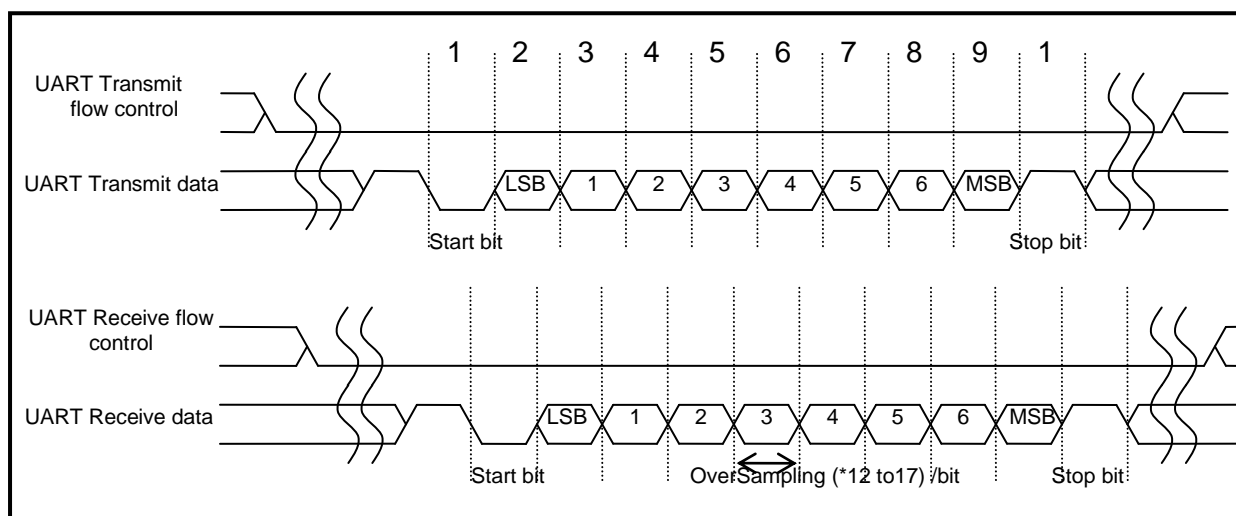 1 2 3 4 5 6 7 8 9 1
UART Transmit
flow control
UART Transmit data
LSB 1 2 3 4 5 6 MSB
Start bit
Stop bit
UART Receive flow
control
UART Receive data
LSB 1 2 3 4 5 6 MSB
Start bit
OverSampling (*12 to17) /bit
Stop bit